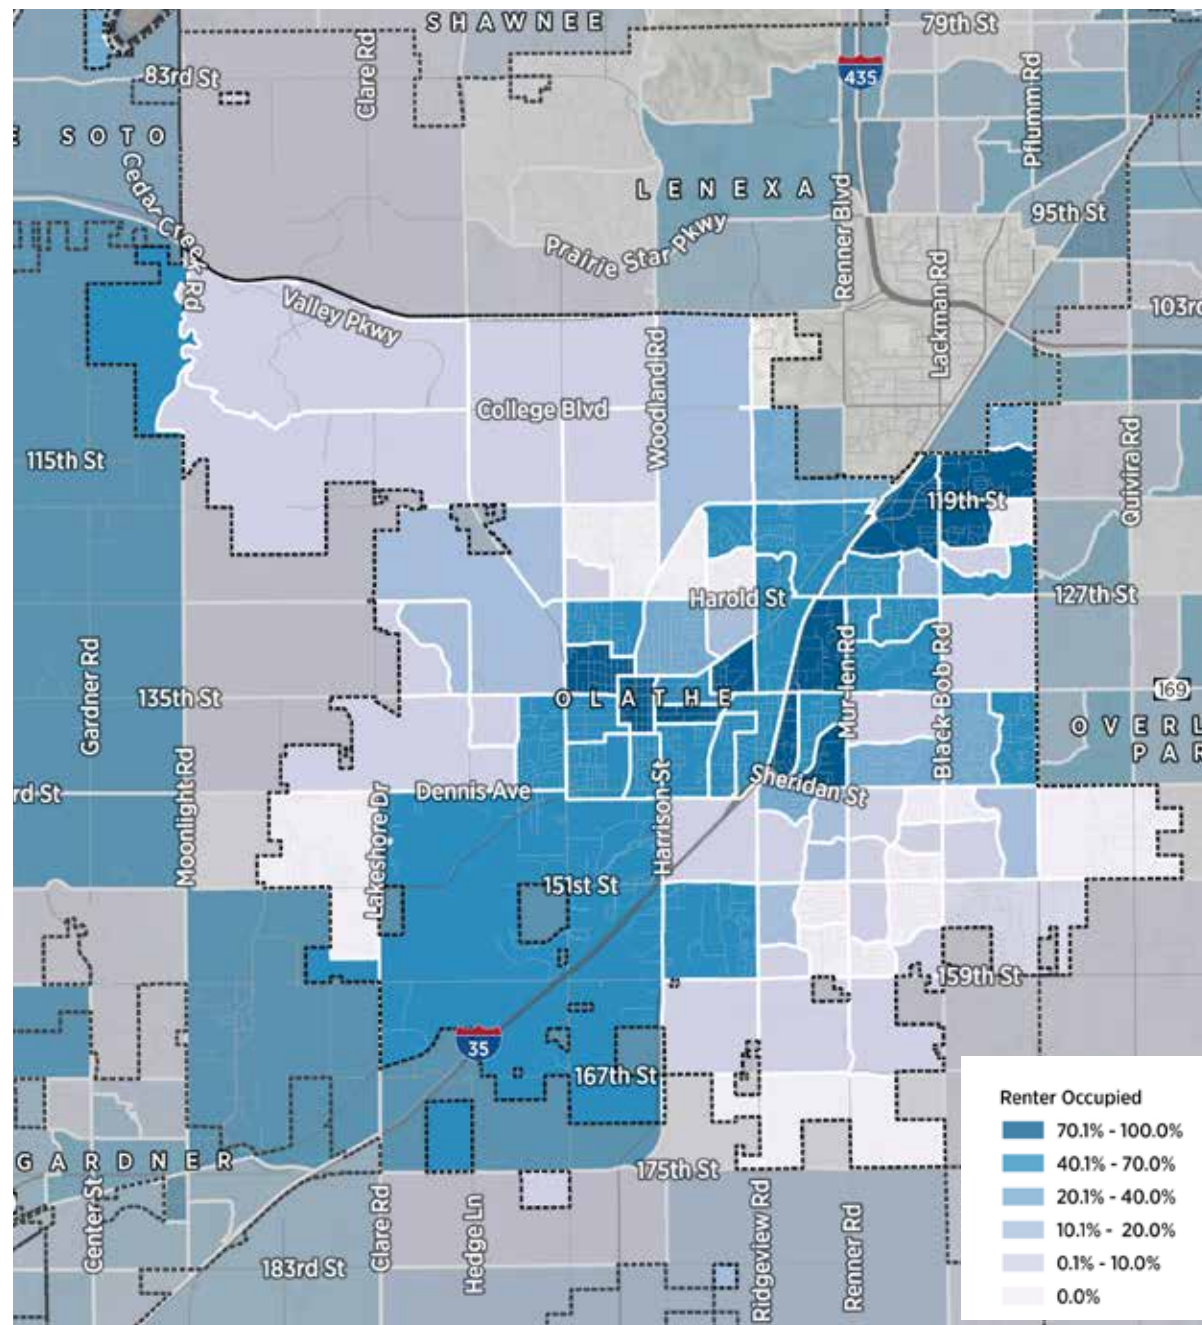 SHAWNEE
79th St
83rd St
Clare Rd
435
Pflumm Rd
E SOTO
Cedar Creek Rd
LENEXA
Renner Blvd
95th St
Prairie Star Pkwy
Lackman Rd
Valley Pkwy
103rd
Woodland Rd
College Blvd
115th St
Quivira Rd
119th St
Harold St
127th St
Gardner Rd
135th St
OLATHE
Mur-len Rd
Black Bob Rd
169
OVERL
PAR
rd St
Moonlight Rd
Lakeshore Dr
Dennis Ave
Harrison St
Sheridan St
151st St
159th St
35
167th St
GARDNER
175th St
Center St
Clare Rd
Hedge Ln
Ridgeview Rd
Renner Rd
183rd St
Renter Occupied
70.1% - 100.0%
40.1% - 70.0%
20.1% - 40.0%
10.1% - 20.0%
0.1% - 10.0%
0.0%